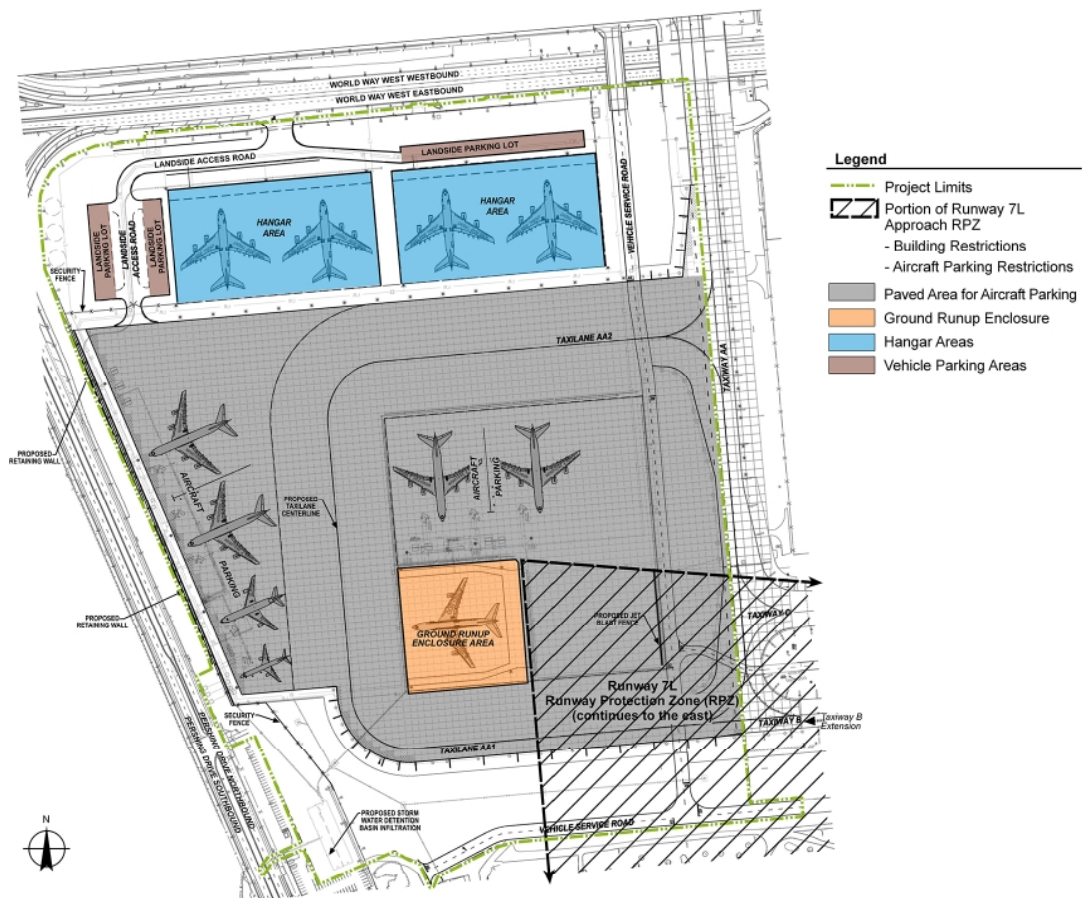 WORLD WAY WEST WESTBOUND
WORLD WAY WEST EASTBOUND
LANDSIDE ACCESS ROAD
LANDSIDE PARKING LOT
HANGAR
AREA
HANGAR
AREA
VEHICLE SERVICE ROAD
LANDSIDE
PARKING LOT
LANDSIDE
ACCESS ROAD
LANDSIDE
PARKING LOT
SECURITY
FENCE
TAXILANE AA2
TAXIWAY AA
PROPOSED
RETAINING WALL
AIRCRAFT
PARKING
PROPOSED
TAXILANE
CENTERLINE
AIRCRAFT
PARKING
PROPOSED
RETAINING WALL
GROUND RUNUP
ENCLOSURE AREA
PROPOSED JET
BLAST FENCE
TAXIWAY C
Runway 7L
Runway Protection Zone (RPZ)
(continues to the east)
TAXIWAY B
Taxiway B
Extension
SECURITY
FENCE
TAXILANE AA1
PERSHING DRIVE NORTHBOUND
PERSHING DRIVE SOUTHBOUND
PROPOSED STORM
WATER DETENTION
BASIN INFILTRATION
VEHICLE SERVICE ROAD
N
Legend
Project Limits
Portion of Runway 7L
Approach RPZ
- Building Restrictions
- Aircraft Parking Restrictions
Paved Area for Aircraft Parking
Ground Runup Enclosure
Hangar Areas
Vehicle Parking Areas